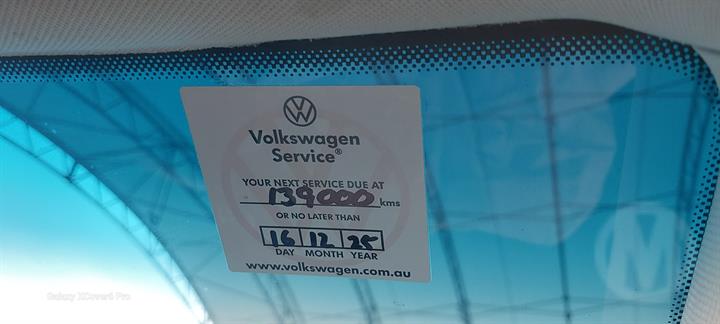 Volkswagen
Service®
YOUR NEXT SERVICE DUE AT
139000 kms
OR NO LATER THAN
16 12 25
DAY MONTH YEAR
www.volkswagen.com.au
M
Galaxy XCover6 Pro